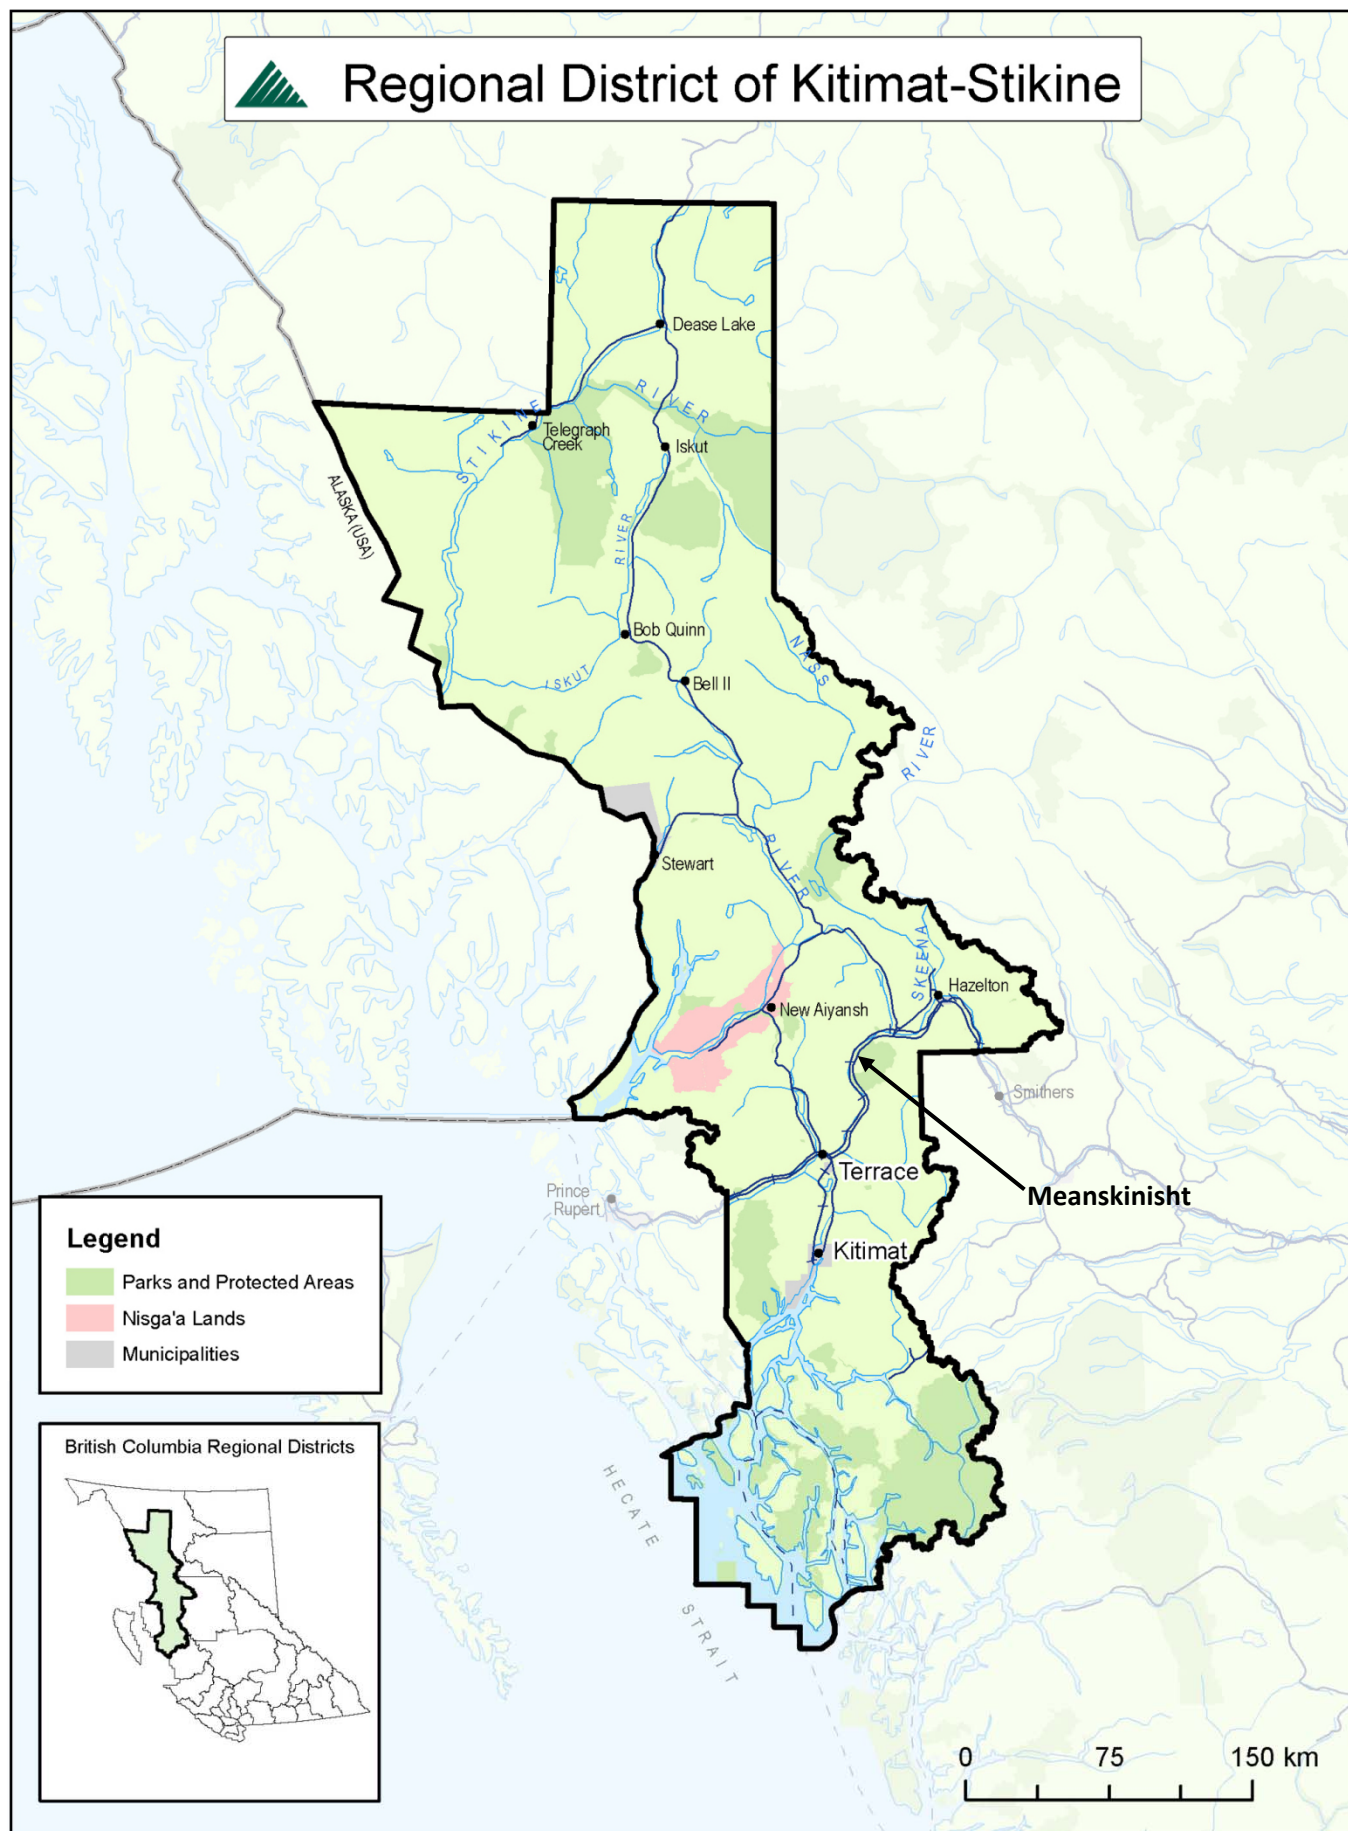 Regional District of Kitimat-Stikine
Dease Lake
RIVER
STIKINE
Telegraph
Creek
Iskut
ALASKA (USA)
RIVER
Bob Quinn
NASS
ISKUT
Bell II
RIVER
RIVER
Stewart
SKEENA
Hazelton
New Aiyansh
Smithers
Terrace
Prince
Rupert
Meanskinisht
Kitimat
Legend
Parks and Protected Areas
Nisga'a Lands
Municipalities
British Columbia Regional Districts
HECATE
STRAIT
0 75 150 km